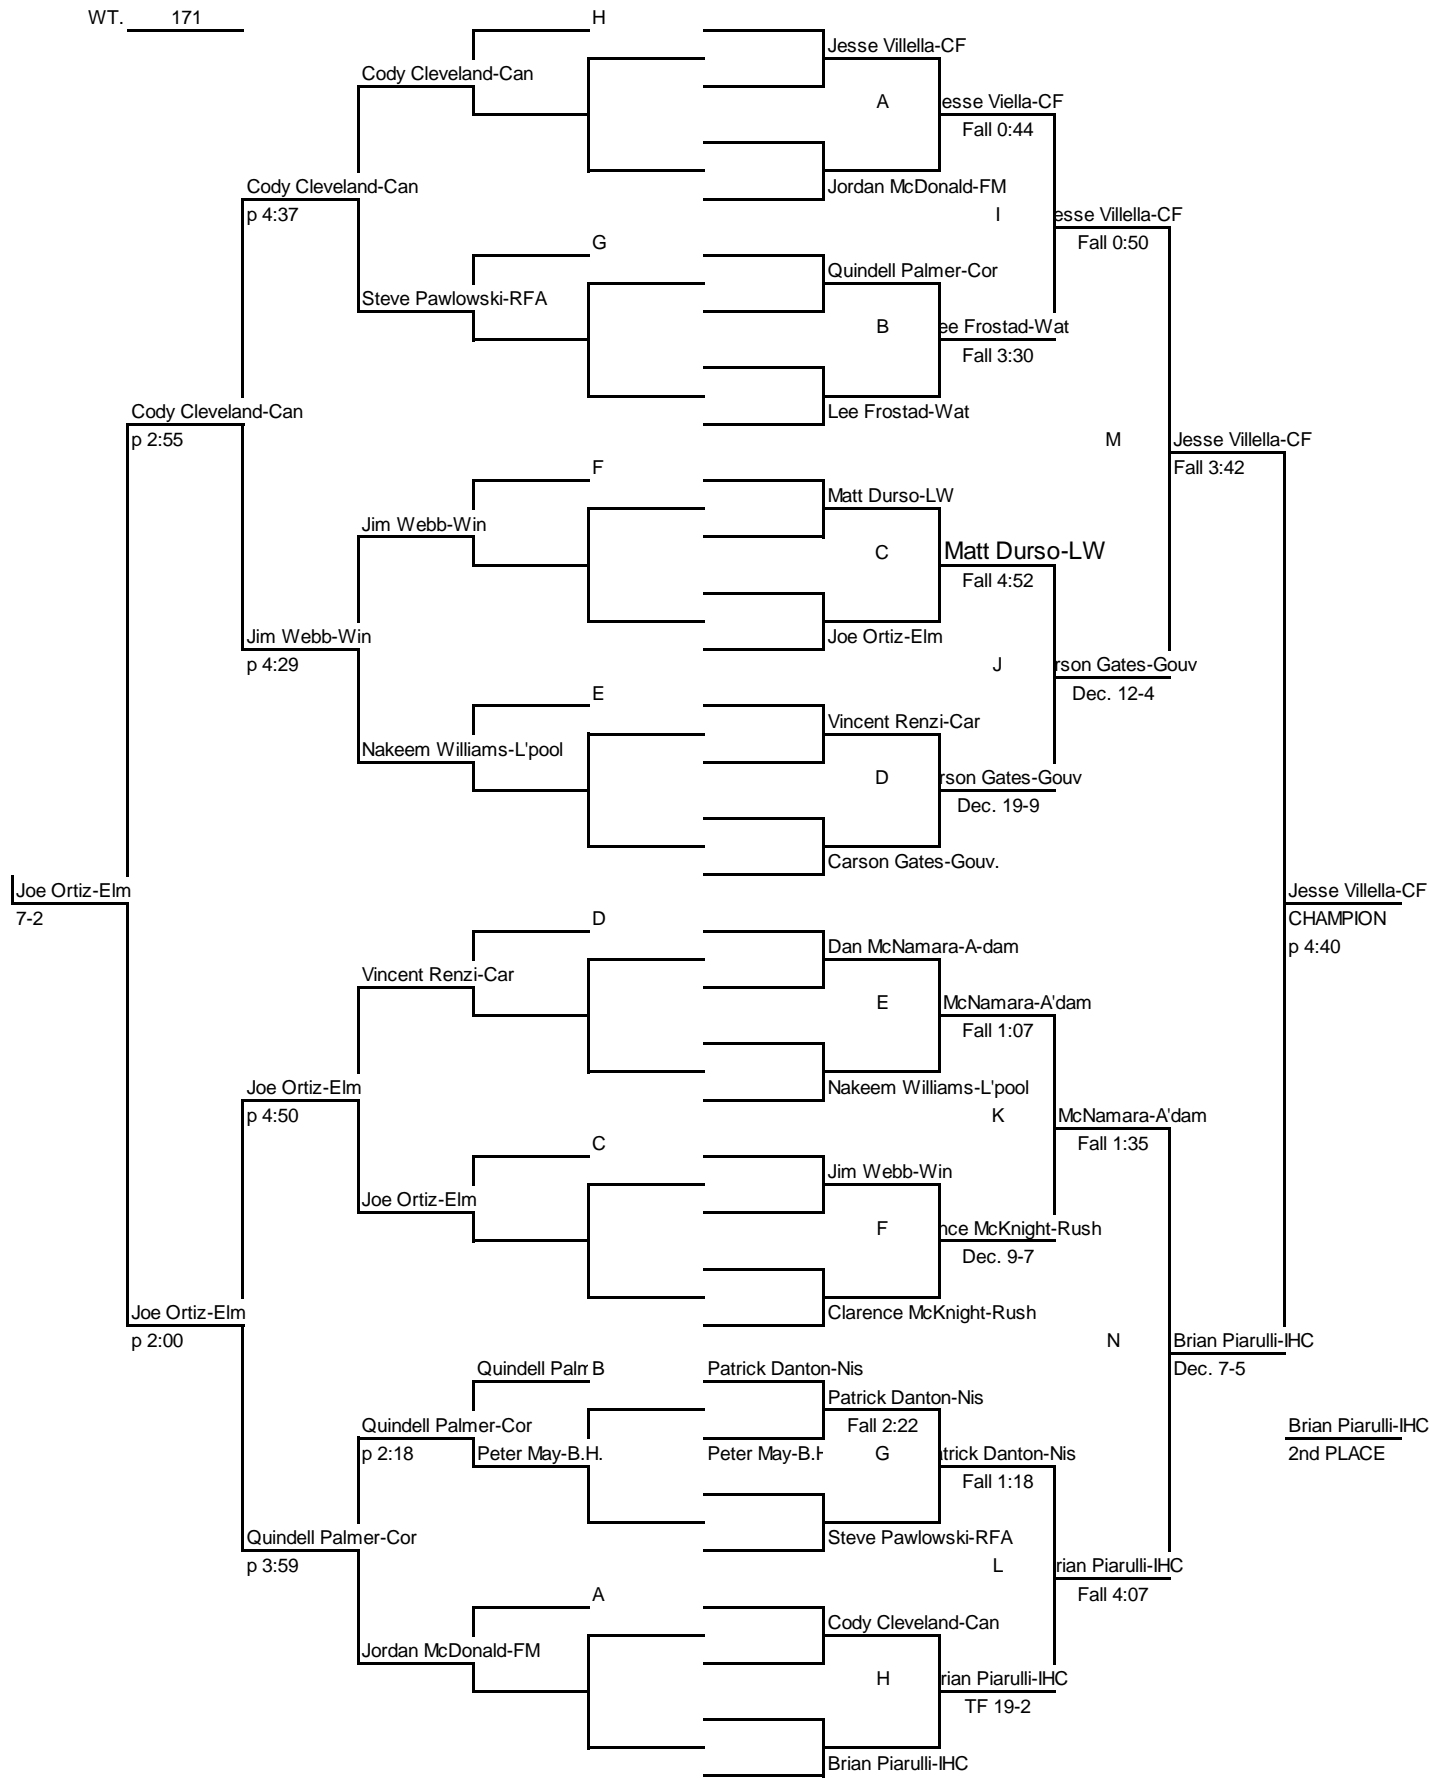 WT. 171
H
Jesse Villella-CF
Cody Cleveland-Can
A
esse Viella-CF
Fall 0:44
Cody Cleveland-Can
p 4:37
Jordan McDonald-FM
I
esse Villella-CF
Fall 0:50
G
Quindell Palmer-Cor
Steve Pawlowski-RFA
B
ee Frostad-Wat
Fall 3:30
Cody Cleveland-Can
p 2:55
Lee Frostad-Wat
M
Jesse Villella-CF
Fall 3:42
F
Matt Durso-LW
Jim Webb-Win
C
Matt Durso-LW
Fall 4:52
Jim Webb-Win
p 4:29
Joe Ortiz-Elm
J
rson Gates-Gouv
Dec. 12-4
E
Vincent Renzi-Car
Nakeem Williams-L'pool
D
rson Gates-Gouv
Dec. 19-9
Carson Gates-Gouv.
Joe Ortiz-Elm
7-2
Jesse Villella-CF
CHAMPION
p 4:40
D
Dan McNamara-A-dam
Vincent Renzi-Car
E
McNamara-A'dam
Fall 1:07
Joe Ortiz-Elm
p 4:50
Nakeem Williams-L'pool
K
McNamara-A'dam
Fall 1:35
C
Jim Webb-Win
Joe Ortiz-Elm
F
nce McKnight-Rush
Dec. 9-7
Joe Ortiz-Elm
p 2:00
Clarence McKnight-Rush
N
Brian Piarulli-IHC
Dec. 7-5
Quindell Palm B
Patrick Danton-Nis
Patrick Danton-Nis
Fall 2:22
Quindell Palmer-Cor
p 2:18
Peter May-B.H.
Peter May-B.H
G
trick Danton-Nis
Fall 1:18
Brian Piarulli-IHC
2nd PLACE
Quindell Palmer-Cor
p 3:59
Steve Pawlowski-RFA
L
rian Piarulli-IHC
Fall 4:07
A
Cody Cleveland-Can
Jordan McDonald-FM
H
rian Piarulli-IHC
TF 19-2
Brian Piarulli-IHC